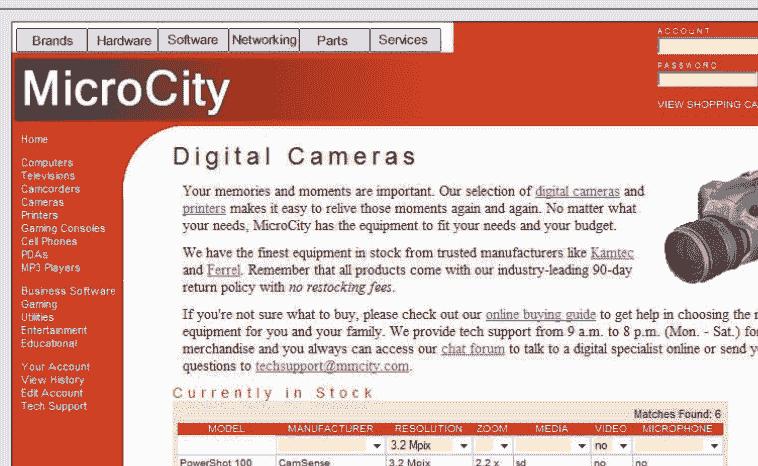 Brands Hardware Software Networking Parts Services
ACCOUNT
PASSWORD
VIEW SHOPPING CA
MicroCity
Home
Computers
Televisions
Camcorders
Cameras
Printers
Gaming Consoles
Cell Phones
PDAs
MP3 Players
Business Software
Gaming
Utilities
Entertainment
Educational
Your Account
View History
Edit Account
Tech Support
Digital Cameras
Your memories and moments are important. Our selection of digital cameras and
printers makes it easy to relive those moments again and again. No matter what
your needs, MicroCity has the equipment to fit your needs and your budget.
We have the finest equipment in stock from trusted manufacturers like Kamtec
and Ferrel. Remember that all products come with our industry-leading 90-day
return policy with no restocking fees.
If you're not sure what to buy, please check out our online buying guide to get help in choosing the
equipment for you and your family. We provide tech support from 9 a.m. to 8 p.m. (Mon. - Sat.) for
merchandise and you always can access our chat forum to talk to a digital specialist online or send
questions to techsupport@mmcity.com.
Currently in Stock
Matches Found: 6
MODEL MANUFACTURER RESOLUTION ZOOM MEDIA VIDEO MICROPHONE
3.2 Mpix no
PowerShot 100 CamSense 3.2 Mpix 2.2 x sd no no